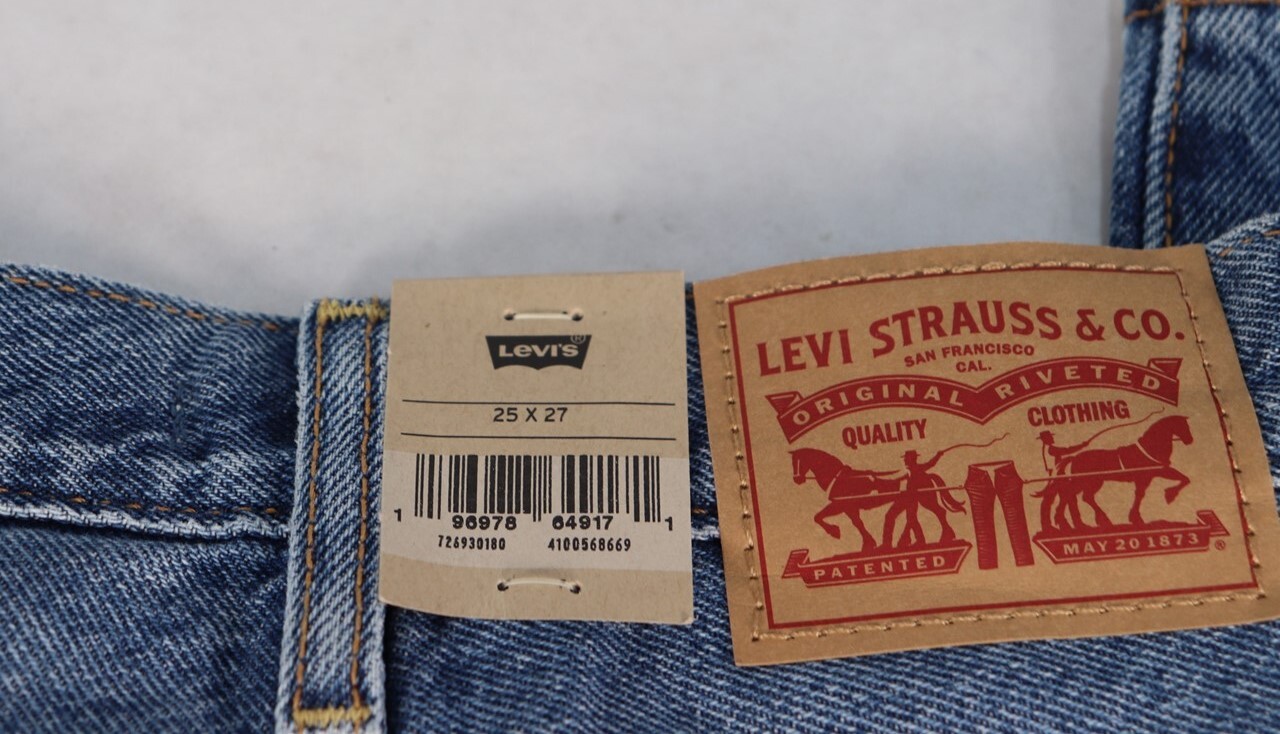 LEVI'S®
25 X 27
1 96978 64917 1
726930180 4100568669
LEVI STRAUSS & CO.
SAN FRANCISCO
CAL.
ORIGINAL RIVETED
QUALITY CLOTHING
PATENTED MAY 20 1873 ®